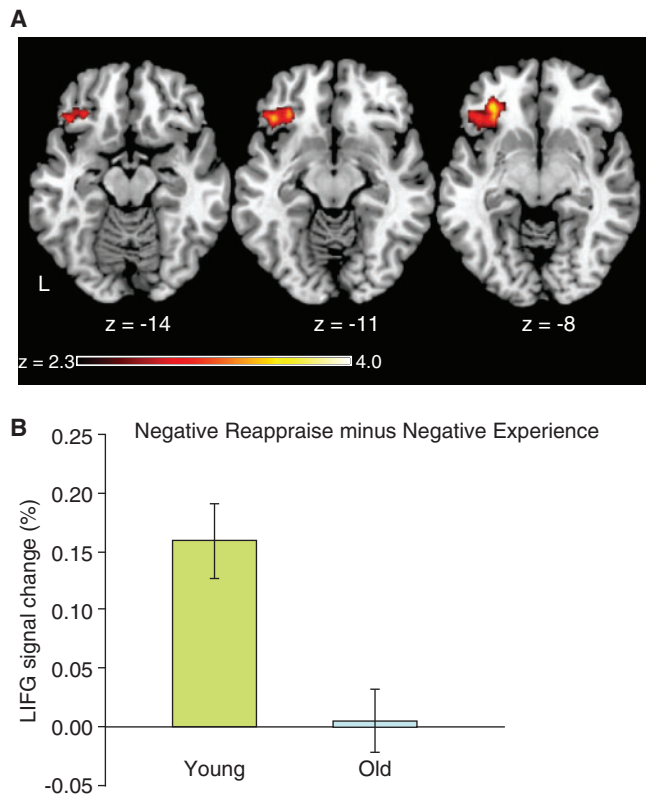 A
L
z = -14
z = -11
z = -8
z = 2.3
4.0
B
Negative Reappraise minus Negative Experience
LIFG signal change (%)
0.25
0.20
0.15
0.10
0.05
0.00
-0.05
Young
Old